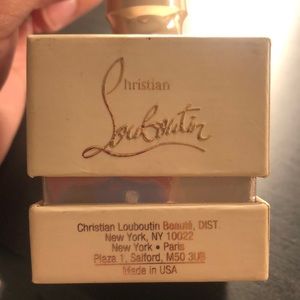 Christian
Louboutin
Christian Louboutin Beauté, DIST.
New York, NY 10022
New York • Paris
Plaza 1, Salford, M50 3UB
Made in USA